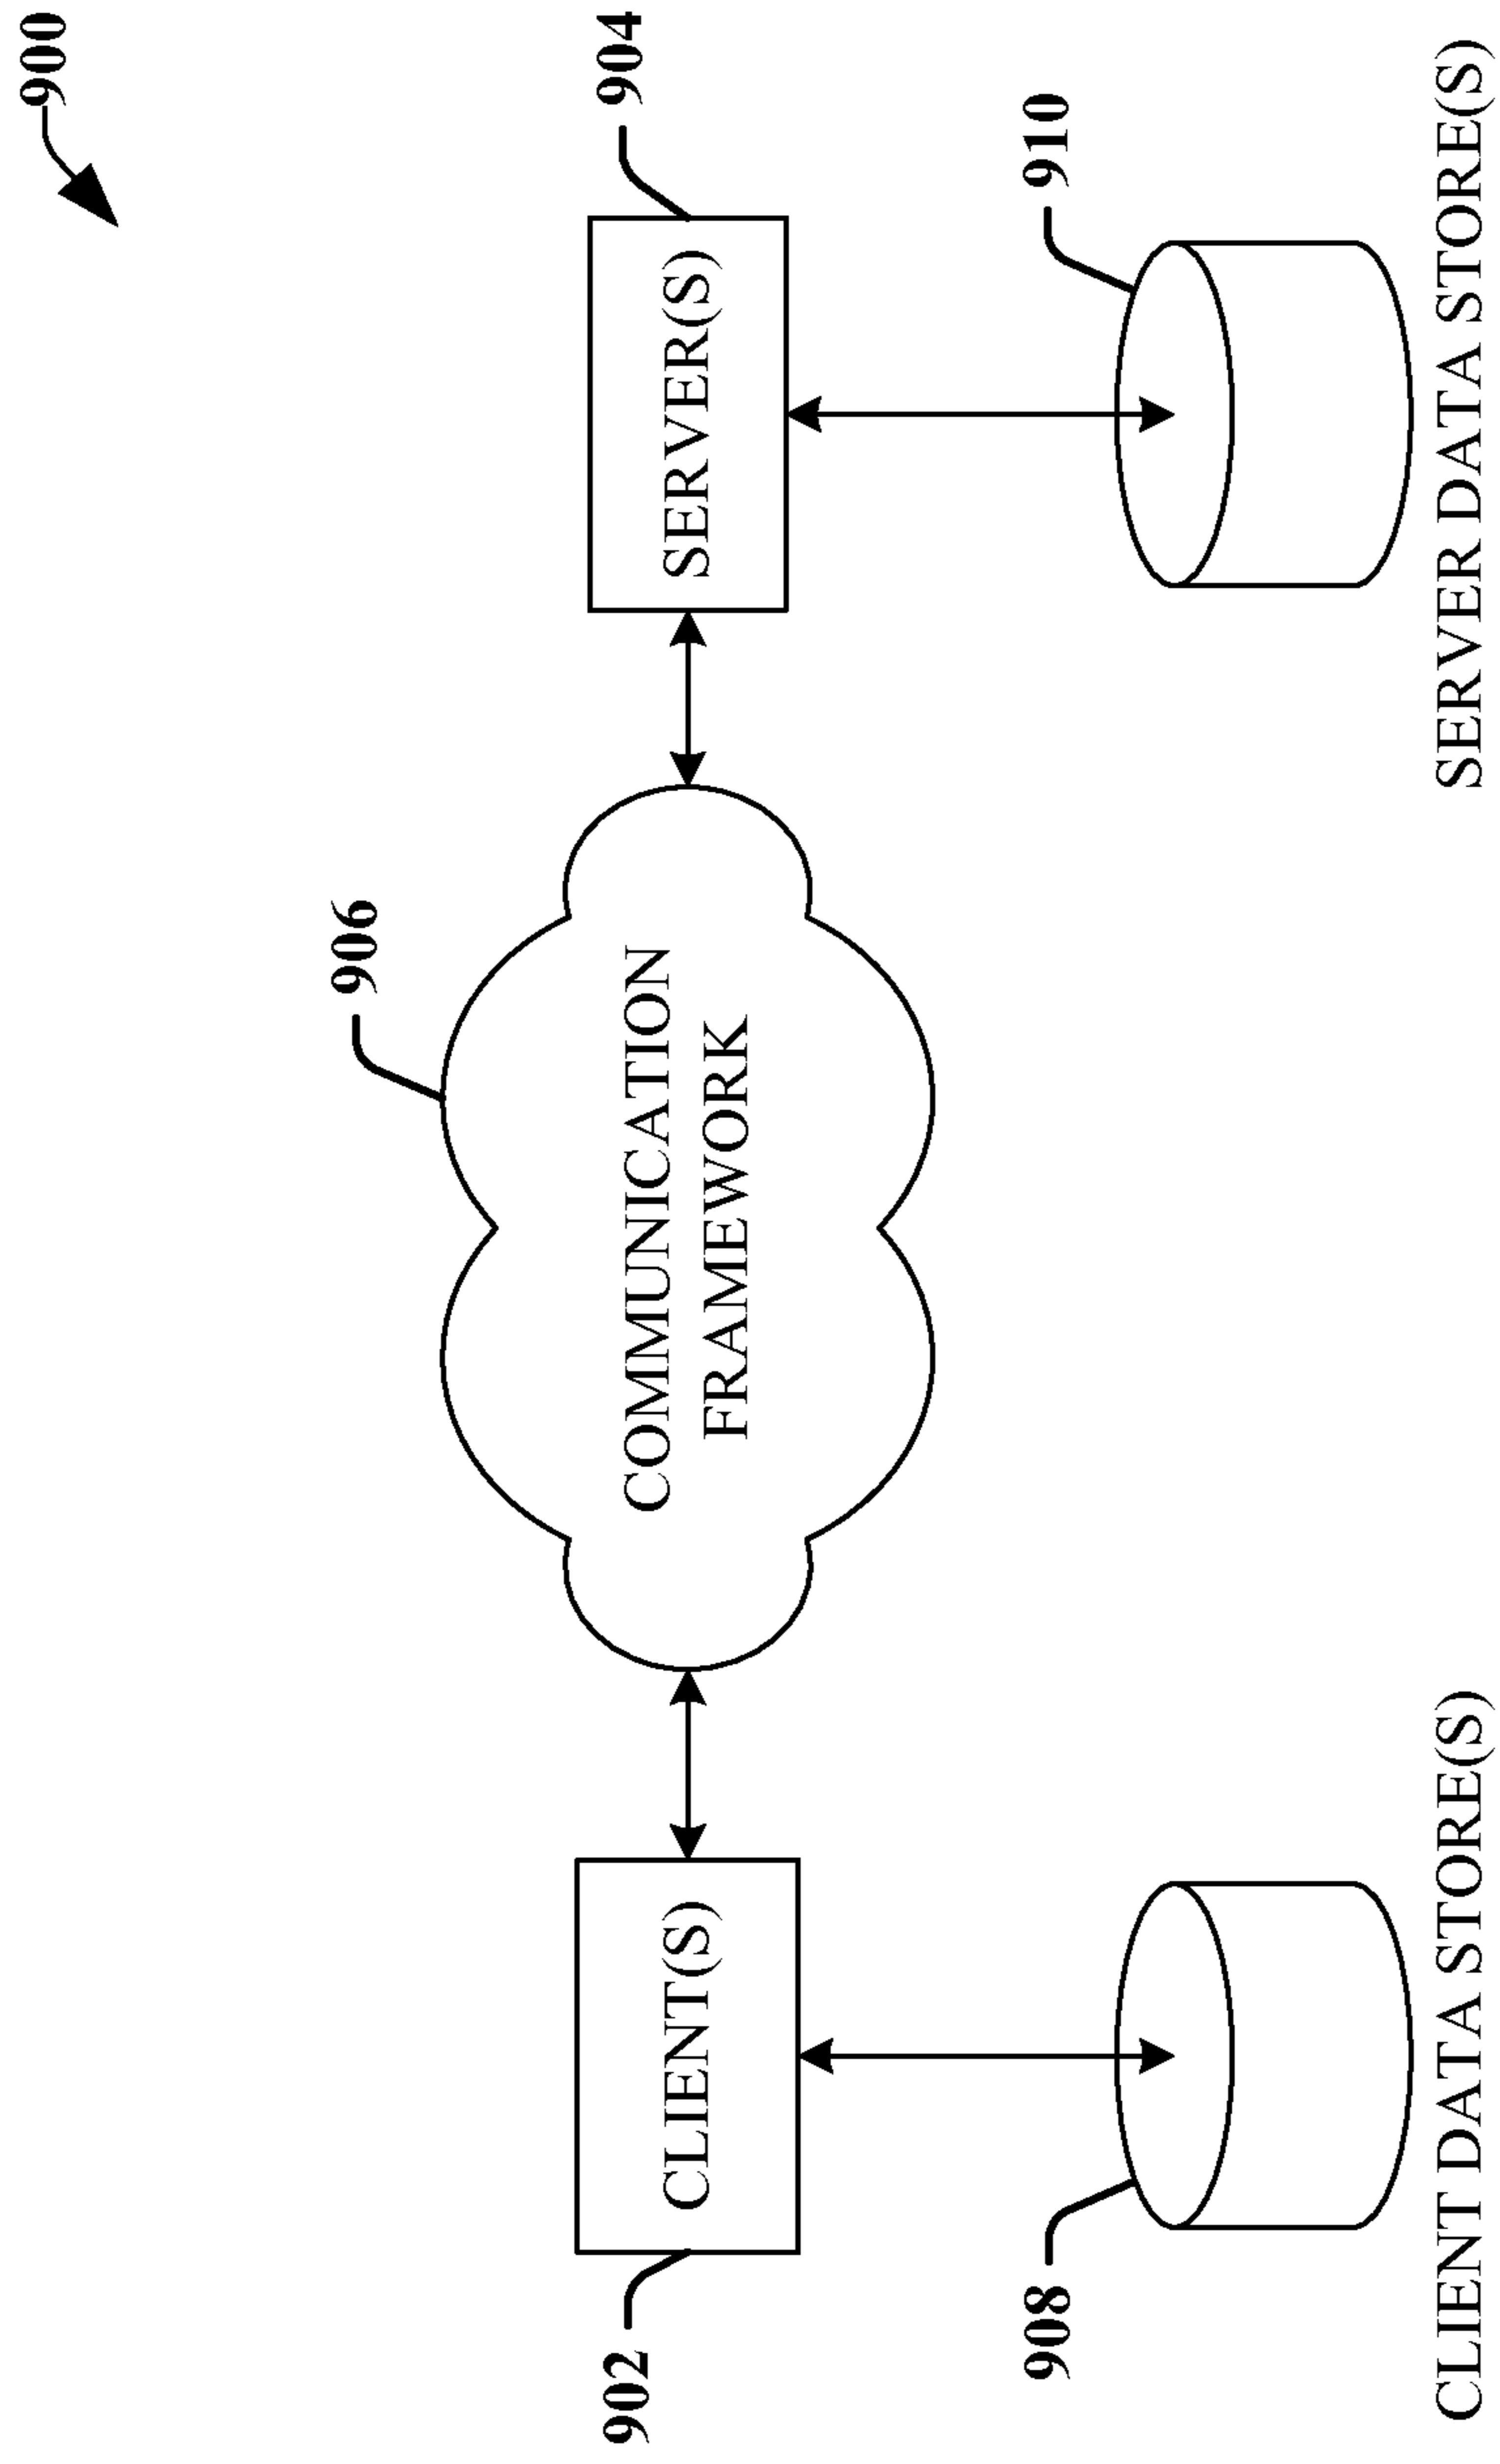 900
906
902
904
CLIENT(S)
COMMUNICATION
FRAMEWORK
SERVER(S)
908
910
CLIENT DATA STORE(S)
SERVER DATA STORE(S)